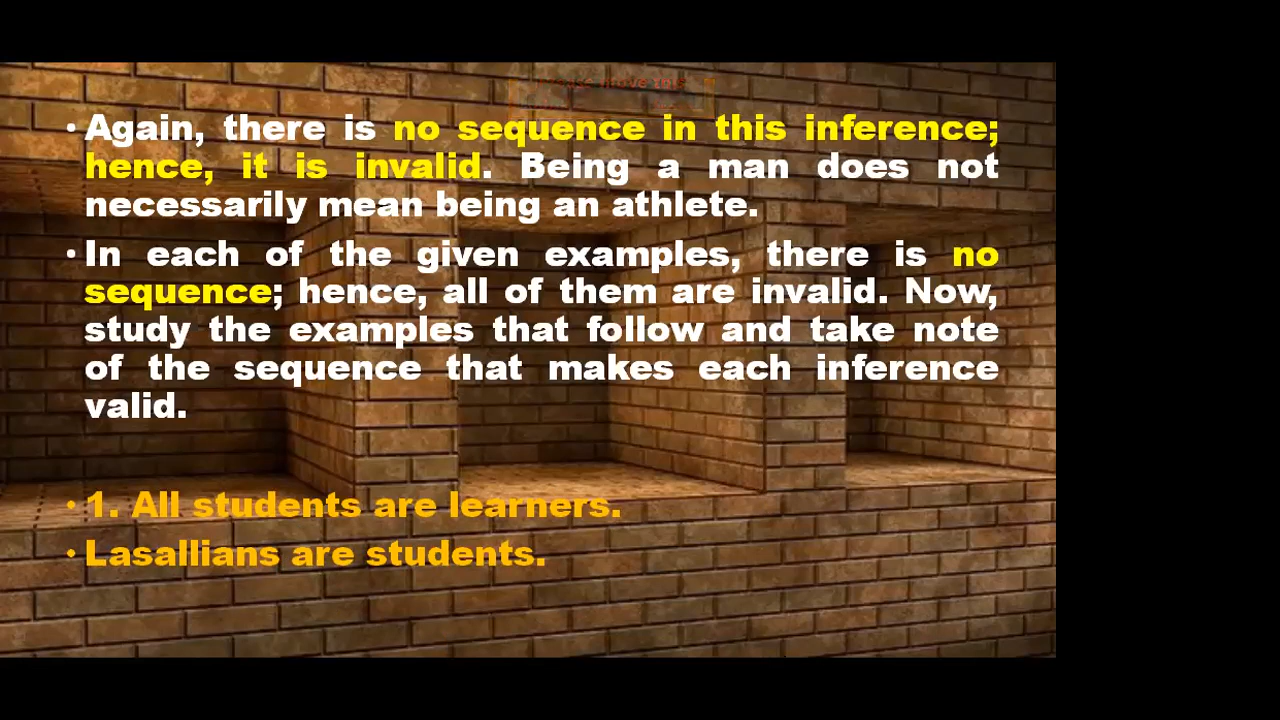 • Again, there is no sequence in this inference;
hence, it is invalid. Being a man does not
necessarily mean being an athlete.
• In each of the given examples, there is no
sequence; hence, all of them are invalid. Now,
study the examples that follow and take note
of the sequence that makes each inference
valid.
• 1. All students are learners.
• Lasallians are students.